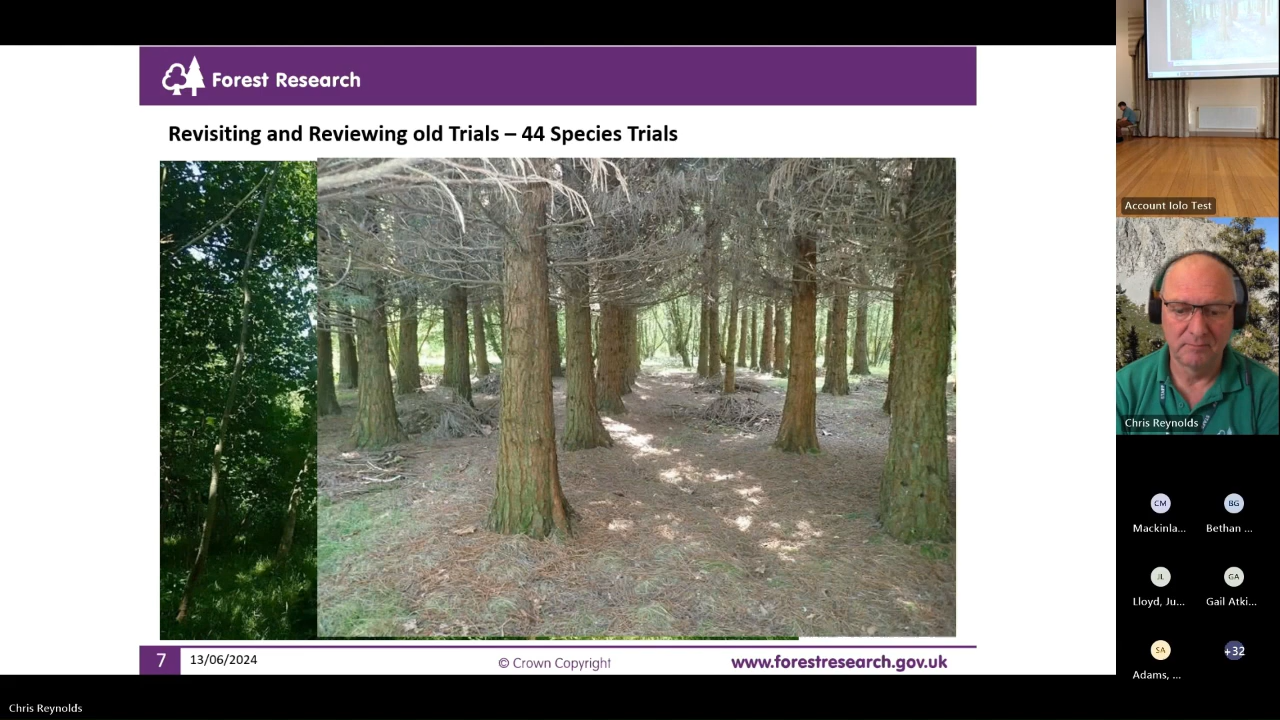 Forest Research
Revisiting and Reviewing old Trials – 44 Species Trials
7
13/06/2024
© Crown Copyright
www.forestresearch.gov.uk
Account Iolo Test
Chris Reynolds
CM
BG
Mackinla...
Bethan ...
JL
GA
Lloyd, Ju...
Gail Atki...
SA
+32
Adams, ...
Chris Reynolds